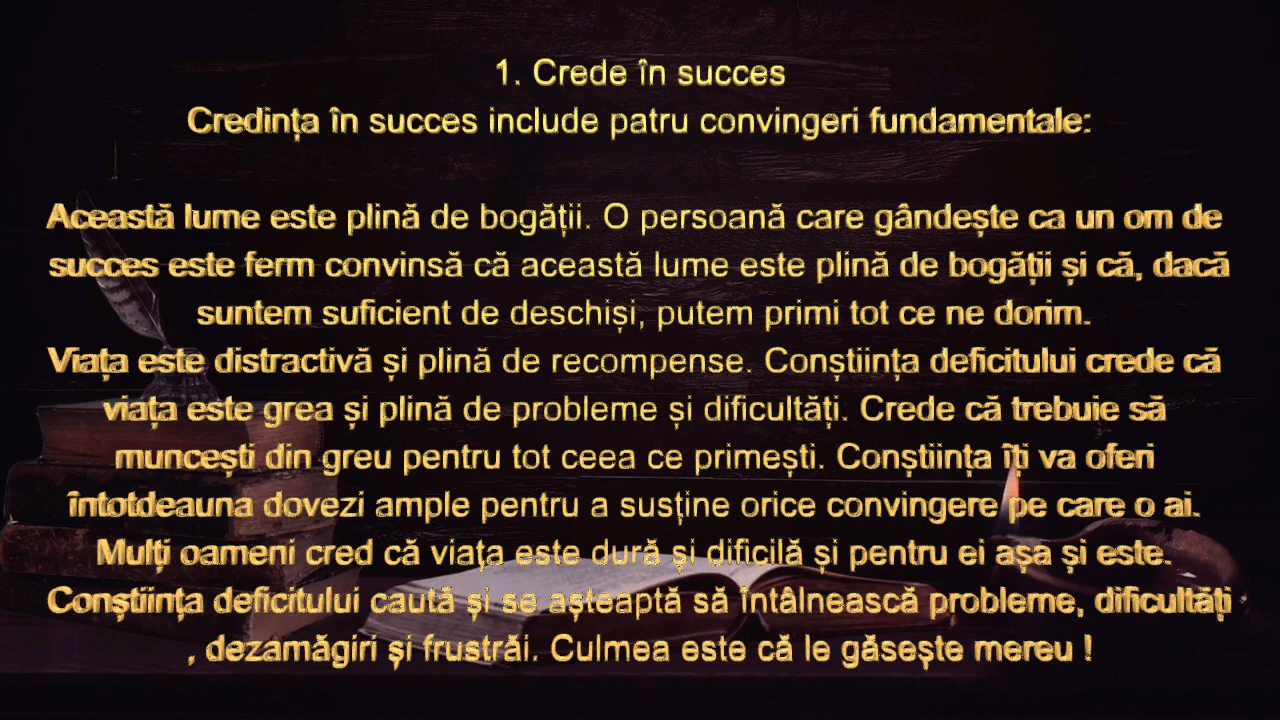 1. Crede în succes
Credința în succes include patru convingeri fundamentale:
Această lume este plină de bogății. O persoană care gândește ca un om de
succes este ferm convinsă că această lume este plină de bogății și că, dacă
suntem suficient de deschiși, putem primi tot ce ne dorim.
Viața este distractivă și plină de recompense. Conștiința deficitului crede că
viața este grea și plină de probleme și dificultăți. Crede că trebuie să
muncești din greu pentru tot ceea ce primești. Conștiința îți va oferi
întotdeauna dovezi ample pentru a susține orice convingere pe care o ai.
Mulți oameni cred că viața este dură și dificilă și pentru ei așa și este.
Conștiința deficitului caută și se așteaptă să întâlnească probleme, dificultăți
, dezamăgiri și frustrăi. Culmea este că le găsește mereu !